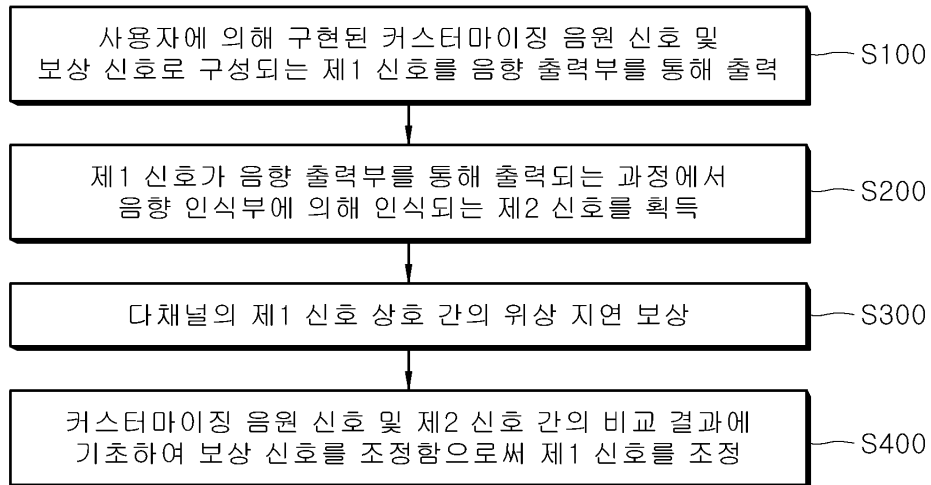 사용자에 의해 구현된 커스터마이징 음원 신호 및
보상 신호로 구성되는 제1 신호를 음향 출력부를 통해 출력
S100
제1 신호가 음향 출력부를 통해 출력되는 과정에서
음향 인식부에 의해 인식되는 제2 신호를 획득
S200
다채널의 제1 신호 상호 간의 위상 지연 보상
S300
커스터마이징 음원 신호 및 제2 신호 간의 비교 결과에
기초하여 보상 신호를 조정함으로써 제1 신호를 조정
S400